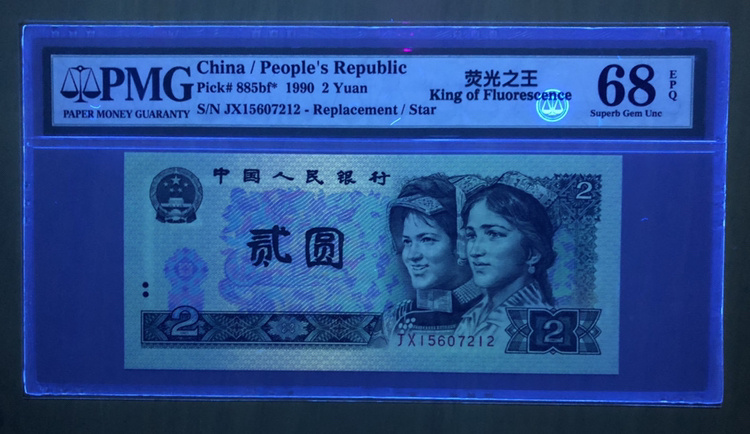 PMG
PAPER MONEY GUARANTY
China / People's Republic
Pick# 885bf* 1990 2 Yuan
S/N JX15607212 - Replacement / Star
荧光之王
King of Fluorescence
68
EPQ
Superb Gem Unc
中国人民银行
2
贰圆
2
JX15607212
2